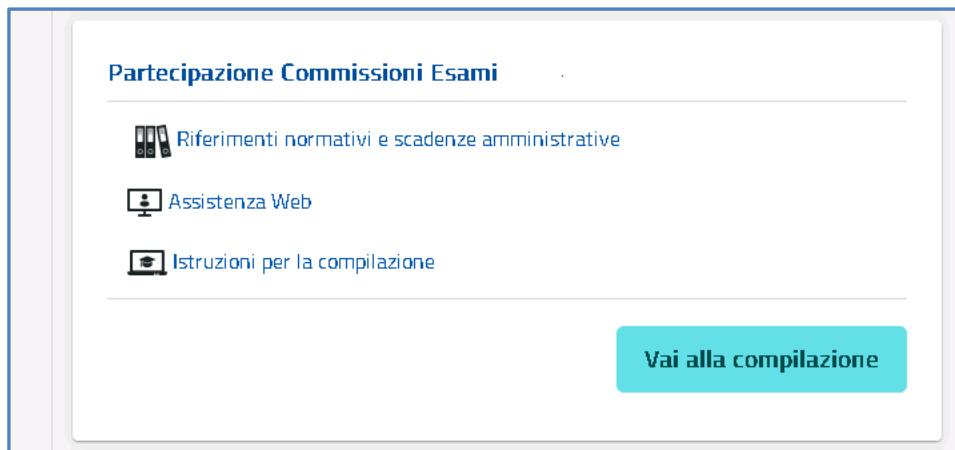 Partecipazione Commissioni Esami
Riferimenti normativi e scadenze amministrative
Assistenza Web
Istruzioni per la compilazione
Vai alla compilazione